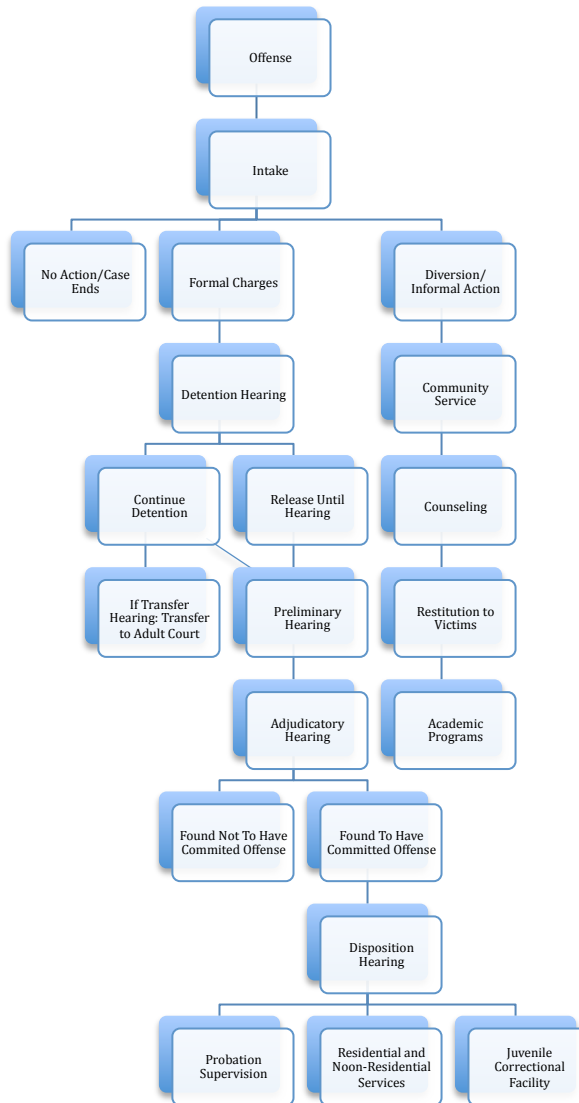 Offense
Intake
No Action/Case
Ends
Formal Charges
Diversion/
Informal Action
Detention Hearing
Community
Service
Continue
Detention
Release Until
Hearing
Counseling
If Transfer
Hearing: Transfer
to Adult Court
Preliminary
Hearing
Restitution to
Victims
Adjudicatory
Hearing
Academic
Programs
Found Not To Have
Commited Offense
Found To Have
Committed Offense
Disposition
Hearing
Probation
Supervision
Residential and
Noon-Residential
Services
Juvenile
Correctional
Facility